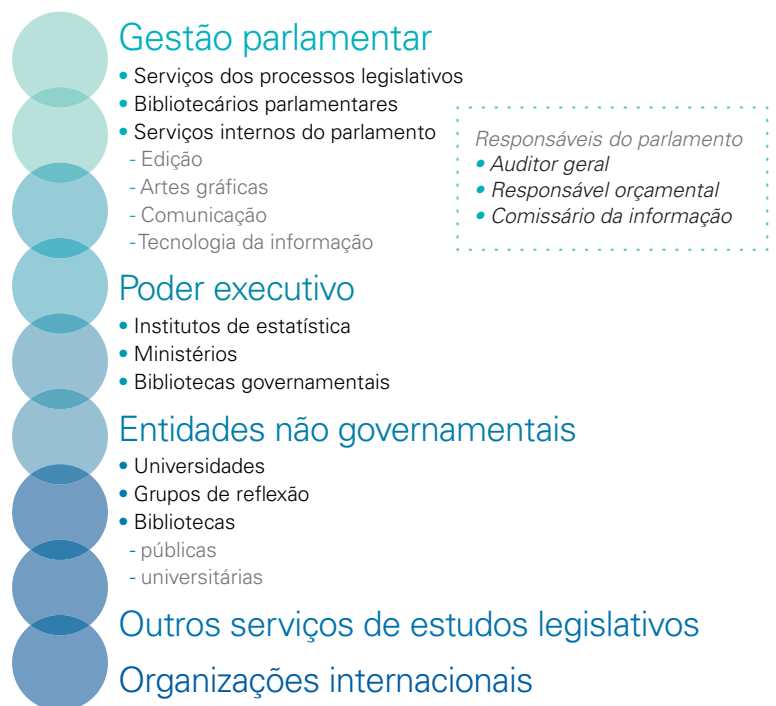 Gestão parlamentar
• Serviços dos processos legislativos
• Bibliotecários parlamentares
• Serviços internos do parlamento
- Edição
- Artes gráficas
- Comunicação
- Tecnologia da informação
Responsáveis do parlamento
• Auditor geral
• Responsável orçamental
• Comissário da informação
Poder executivo
• Institutos de estatística
• Ministérios
• Bibliotecas governamentais
Entidades não governamentais
• Universidades
• Grupos de reflexão
• Bibliotecas
- públicas
- universitárias
Outros serviços de estudos legislativos
Organizações internacionais